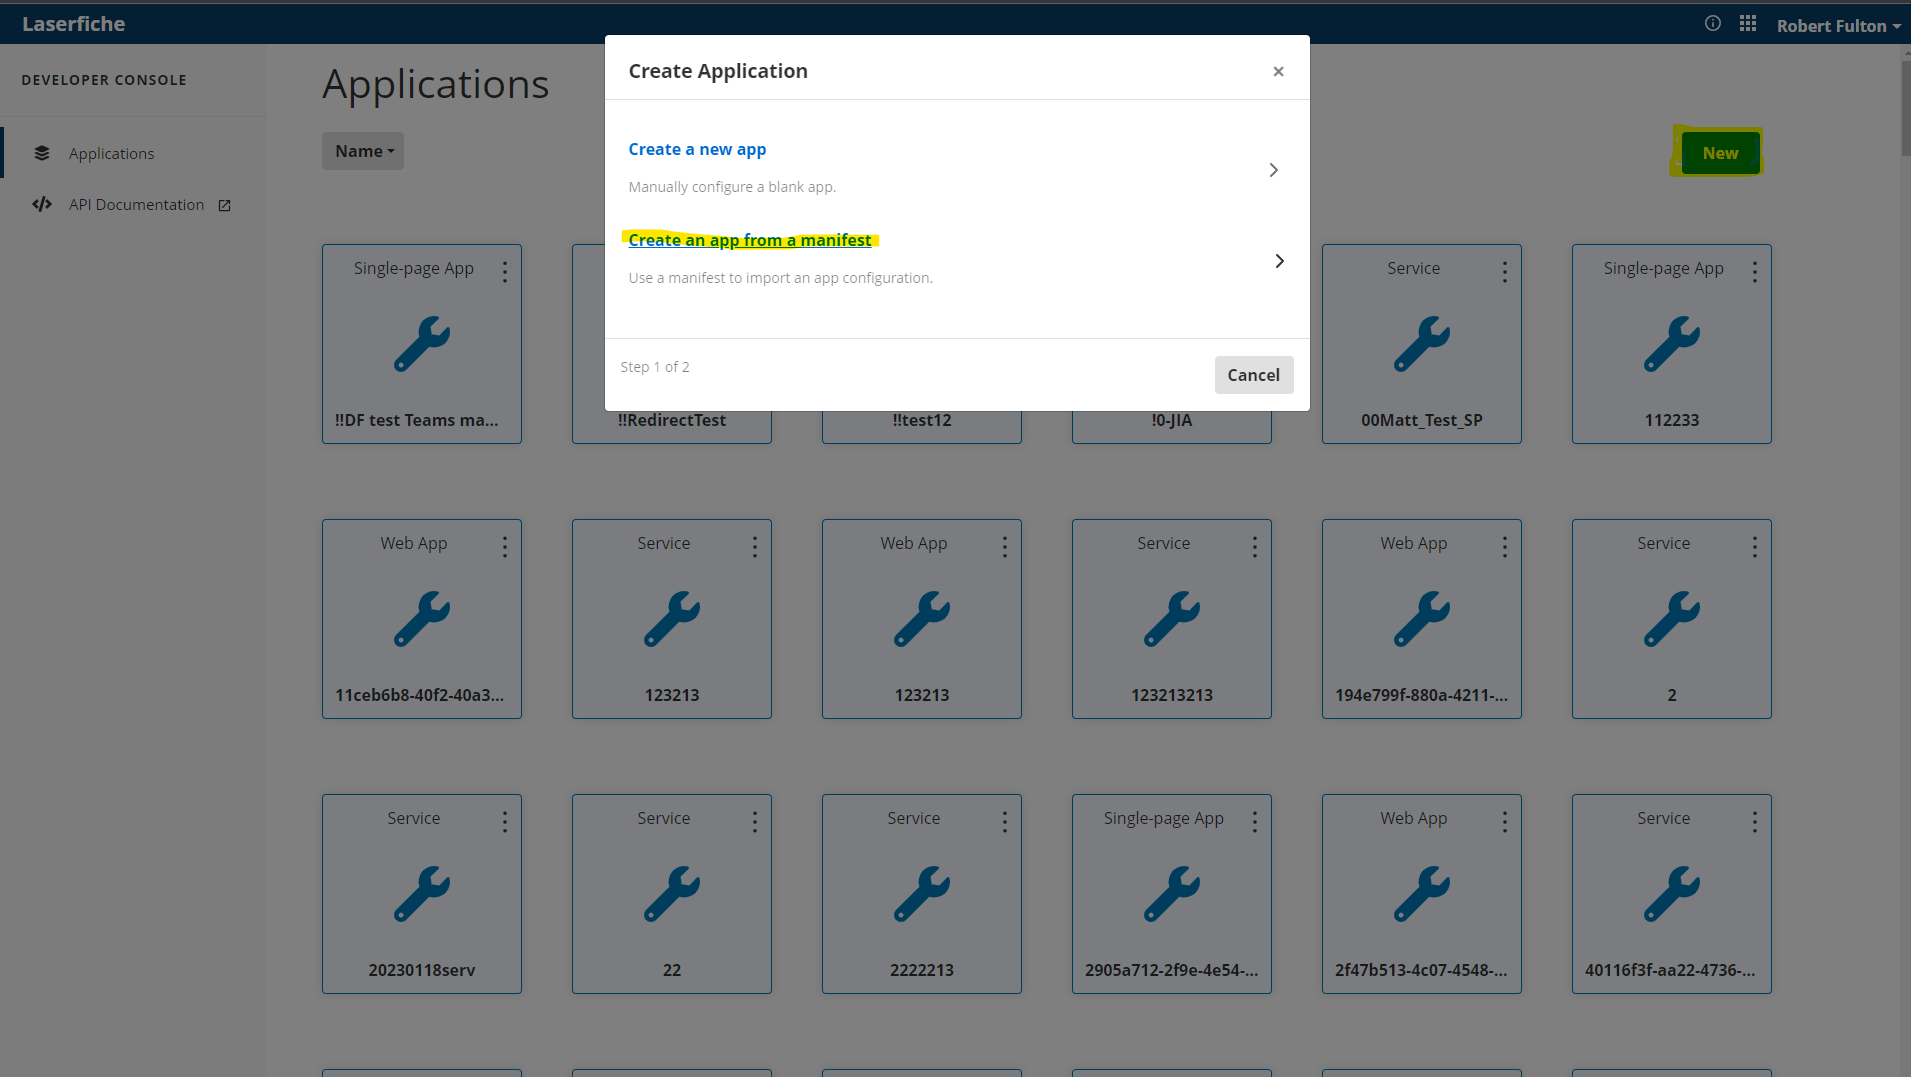 Laserfiche
Robert Fulton
DEVELOPER CONSOLE
Applications
API Documentation
Applications
Name
New
Create Application
Create a new app
Manually configure a blank app.
Create an app from a manifest
Use a manifest to import an app configuration.
Step 1 of 2
Cancel
Single-page App
Service
Single-page App
!!DF test Teams ma...
!!RedirectTest
!!test12
!0-JIA
00Matt_Test_SP
112233
Web App
Service
Web App
Service
Web App
Service
11ceb6b8-40f2-40a3...
123213
123213
123213213
194e799f-880a-4211-...
2
Service
Service
Service
Single-page App
Web App
Service
20230118serv
22
2222213
2905a712-2f9e-4e54-...
2f47b513-4c07-4548-...
40116f3f-aa22-4736-...